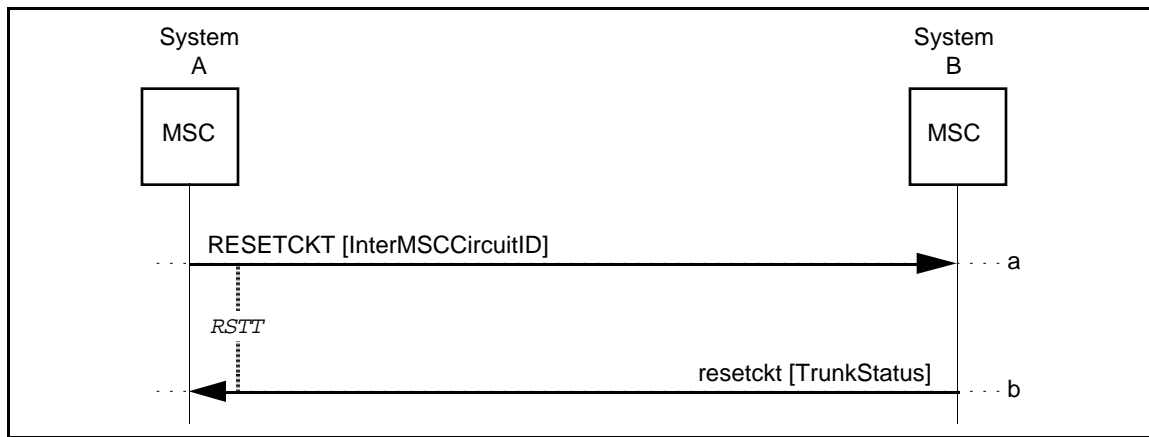 System
A
System
B
MSC
MSC
RESETCKT [InterMSCCircuitID]
a
RSTT
resetckt [TrunkStatus]
b